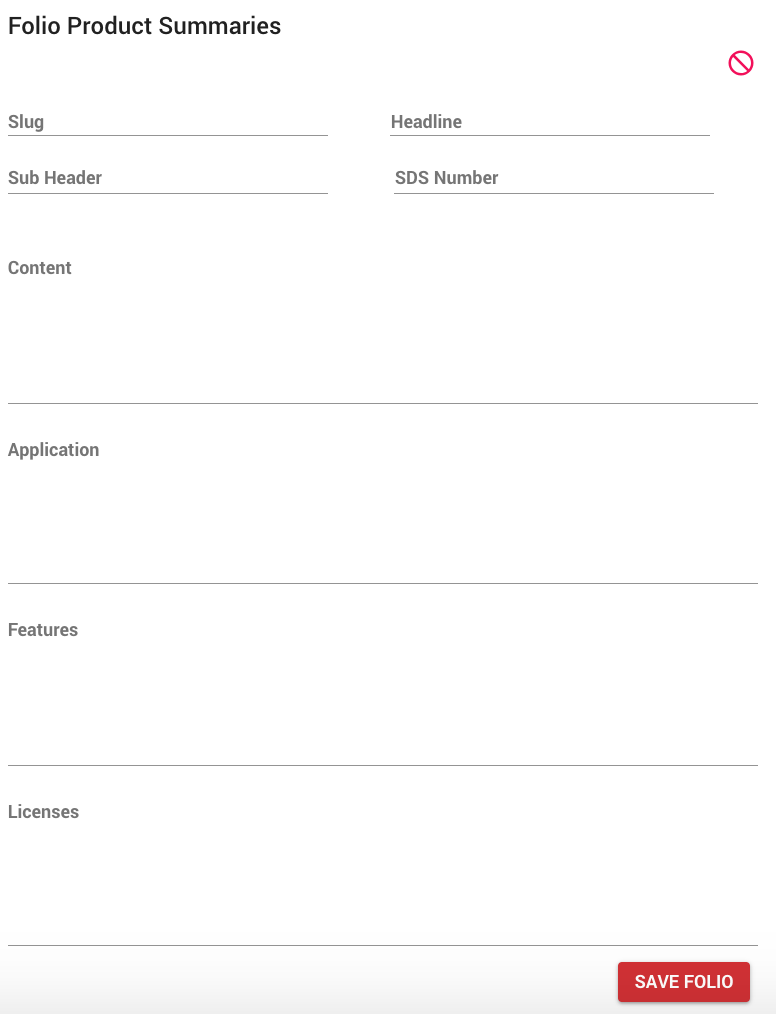 Folio Product Summaries
Slug
Headline
Sub Header
SDS Number
Content
Application
Features
Licenses
SAVE FOLIO